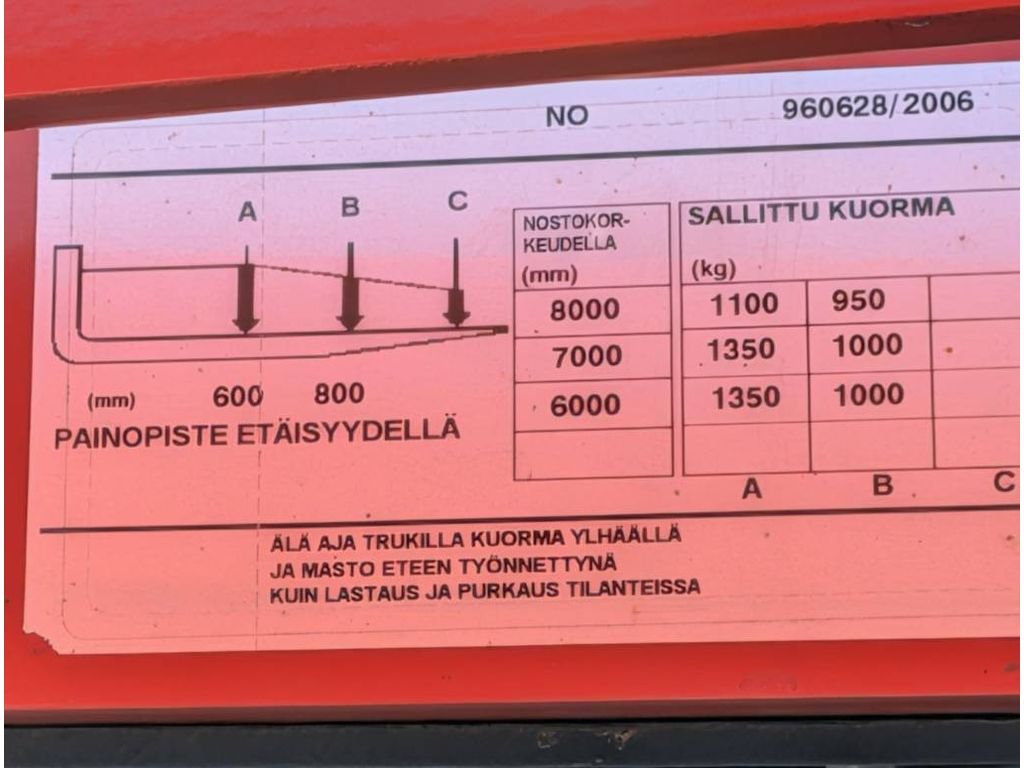 NO 960628/2006
A B C
NOSTOKOR-
KEUDELLA
(mm)
SALLITTU KUORMA
(kg)
8000 1100 950
7000 1350 1000
6000 1350 1000
A B C
(mm) 600 800
PAINOPISTE ETÄISYYDELLÄ
ÄLÄ AJA TRUKILLA KUORMA YLHÄÄLLÄ
JA MASTO ETEEN TYÖNNETTYNÄ
KUIN LASTAUS JA PURKAUS TILANTEISSA